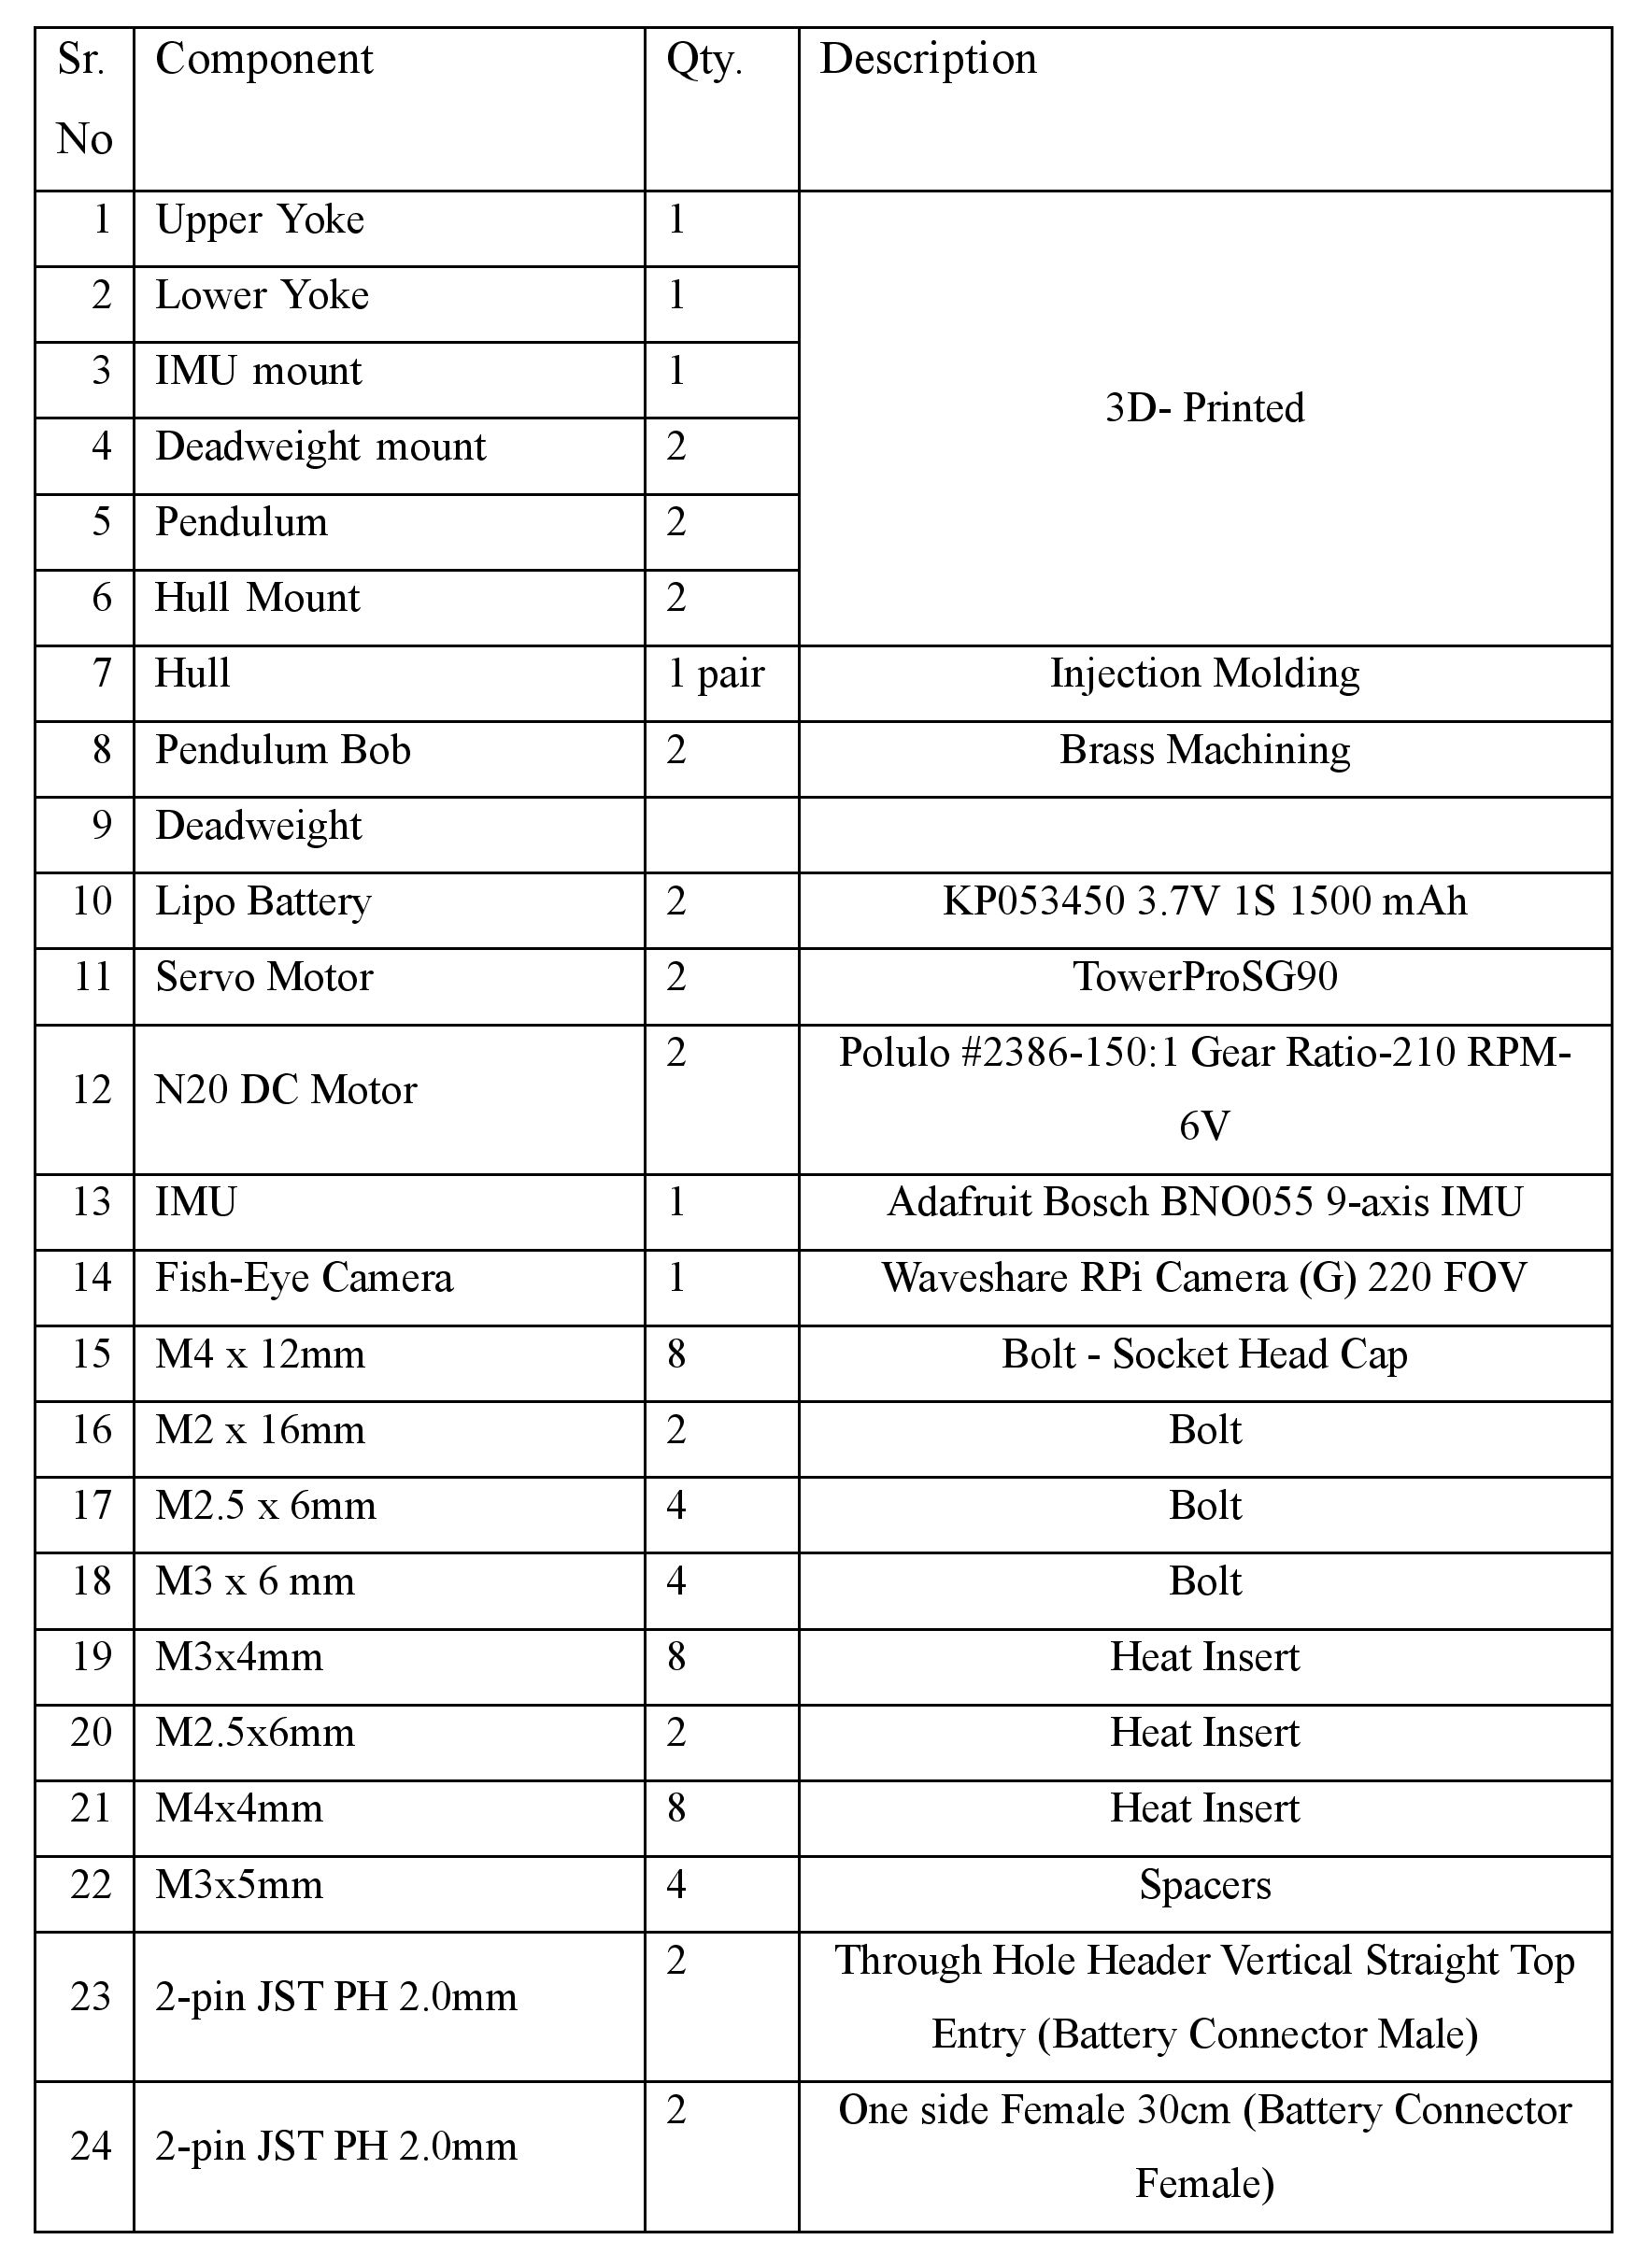 Sr. No Component Qty. Description
1 Upper Yoke 1 3D- Printed
2 Lower Yoke 1
3 IMU mount 1
4 Deadweight mount 2
5 Pendulum 2
6 Hull Mount 2
7 Hull 1 pair Injection Molding
8 Pendulum Bob 2 Brass Machining
9 Deadweight
10 Lipo Battery 2 KP053450 3.7V 1S 1500 mAh
11 Servo Motor 2 TowerProSG90
12 N20 DC Motor 2 Polulo #2386-150:1 Gear Ratio-210 RPM-
6V
13 IMU 1 Adafruit Bosch BNO055 9-axis IMU
14 Fish-Eye Camera 1 Waveshare RPi Camera (G) 220 FOV
15 M4 x 12mm 8 Bolt - Socket Head Cap
16 M2 x 16mm 2 Bolt
17 M2.5 x 6mm 4 Bolt
18 M3 x 6 mm 4 Bolt
19 M3x4mm 8 Heat Insert
20 M2.5x6mm 2 Heat Insert
21 M4x4mm 8 Heat Insert
22 M3x5mm 4 Spacers
23 2-pin JST PH 2.0mm 2 Through Hole Header Vertical Straight Top
Entry (Battery Connector Male)
24 2-pin JST PH 2.0mm 2 One side Female 30cm (Battery Connector
Female)